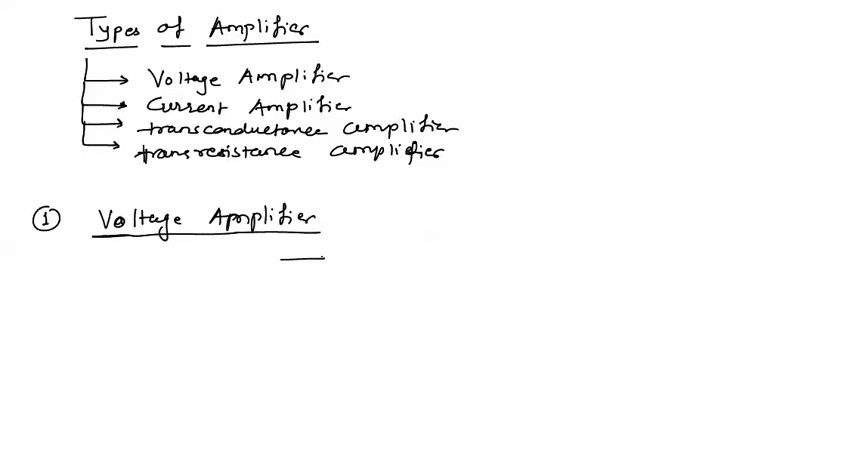 Types of Amplifier
Voltage Amplifier
Current Amplifier
transconductance amplifier
transresistance amplifier
① Voltage Amplifier